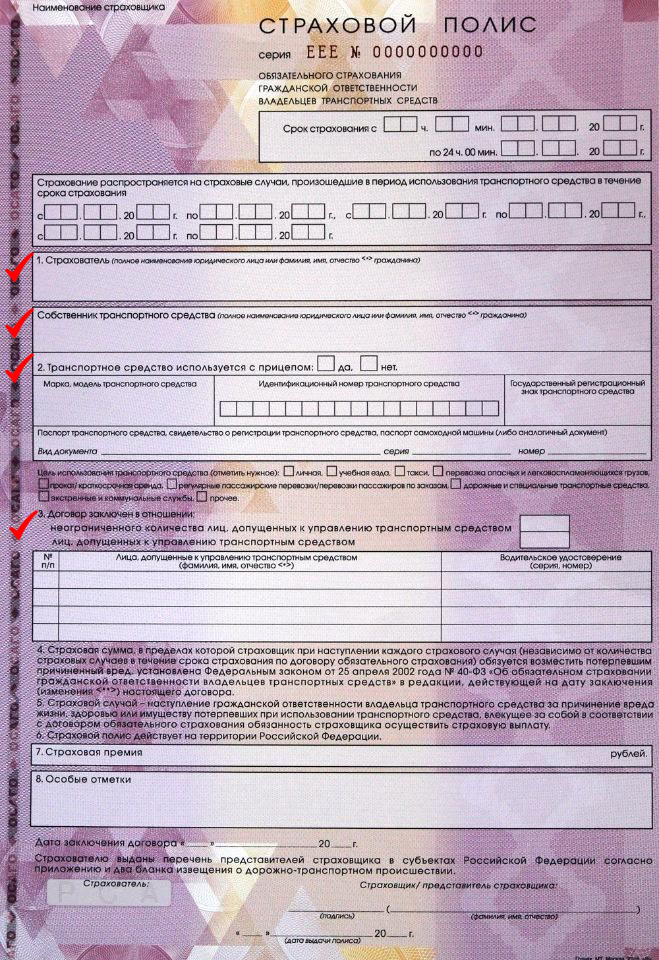 Наименование страховщика
СТРАХОВОЙ ПОЛИС
серия ЕЕЕ № 0000000000
ОБЯЗАТЕЛЬНОГО СТРАХОВАНИЯ
ГРАЖДАНСКОЙ ОТВЕТСТВЕННОСТИ
ВЛАДЕЛЬЦЕВ ТРАНСПОРТНЫХ СРЕДСТВ
Срок страхования с ч. мин. . . 20 г.
по 24 ч. 00 мин. . . 20 г.
Страхование распространяется на страховые случаи, произошедшие в период использования транспортного средства в течение
срока страхования
с . . 20 г. по . . 20 г., с . . 20 г. по . . 20 г.,
с . . 20 г. по . . 20 г.
1. Страхователь (полное наименование юридического лица или фамилия, имя, отчество <*> гражданина)
Собственник транспортного средства (полное наименование юридического лица или фамилия, имя, отчество <*> гражданина)
2. Транспортное средство используется с прицепом: да, нет.
Марка, модель транспортного средства Идентификационный номер транспортного средства Государственный регистрационный
знак транспортного средства
Паспорт транспортного средства, свидетельство о регистрации транспортного средства, паспорт самоходной машины (либо аналогичный документ)
Вид документа серия номер
Цель использования транспортного средства (отметить нужное): личная, учебная езда, такси, перевозка опасных и легковоспламеняющихся грузов,
прокат/краткосрочная аренда, регулярные пассажирские перевозки/перевозки пассажиров по заказам, дорожные и специальные транспортные средства,
экстренные и коммунальные службы, прочее.
3. Договор заключен в отношении:
неограниченного количества лиц, допущенных к управлению транспортным средством
лиц, допущенных к управлению транспортным средством
№ Лица, допущенные к управлению транспортным средством Водительское удостоверение
п/п (фамилия, имя, отчество <*>) (серия, номер)
4. Страховая сумма, в пределах которой страховщик при наступлении каждого страхового случая (независимо от количества
страховых случаев в течение срока страхования по договору обязательного страхования) обязуется возместить потерпевшим
причиненный вред, установлена Федеральным законом от 25 апреля 2002 года № 40-ФЗ «Об обязательном страховании
гражданской ответственности владельцев транспортных средств» в редакции, действующей на дату заключения
(изменения <**>) настоящего договора.
5. Страховой случай – наступление гражданской ответственности владельца транспортного средства за причинение вреда
жизни, здоровью или имуществу потерпевших при использовании транспортного средства, влекущее за собой в соответствии
с договором обязательного страхования обязанность страховщика осуществить страховую выплату.
6. Страховой полис действует на территории Российской Федерации.
7. Страховая премия рублей.
8. Особые отметки
Дата заключения договора « » 20 г.
Страхователю выданы перечень представителей страховщика в субъектах Российской Федерации согласно
приложению и два бланка извещения о дорожно-транспортном происшествии.
Страхователь: Страховщик/ представитель страховщика:
РСА
( )
(подпись) (фамилия, имя, отчество)
« » 20 г.
(дата выдачи полиса)